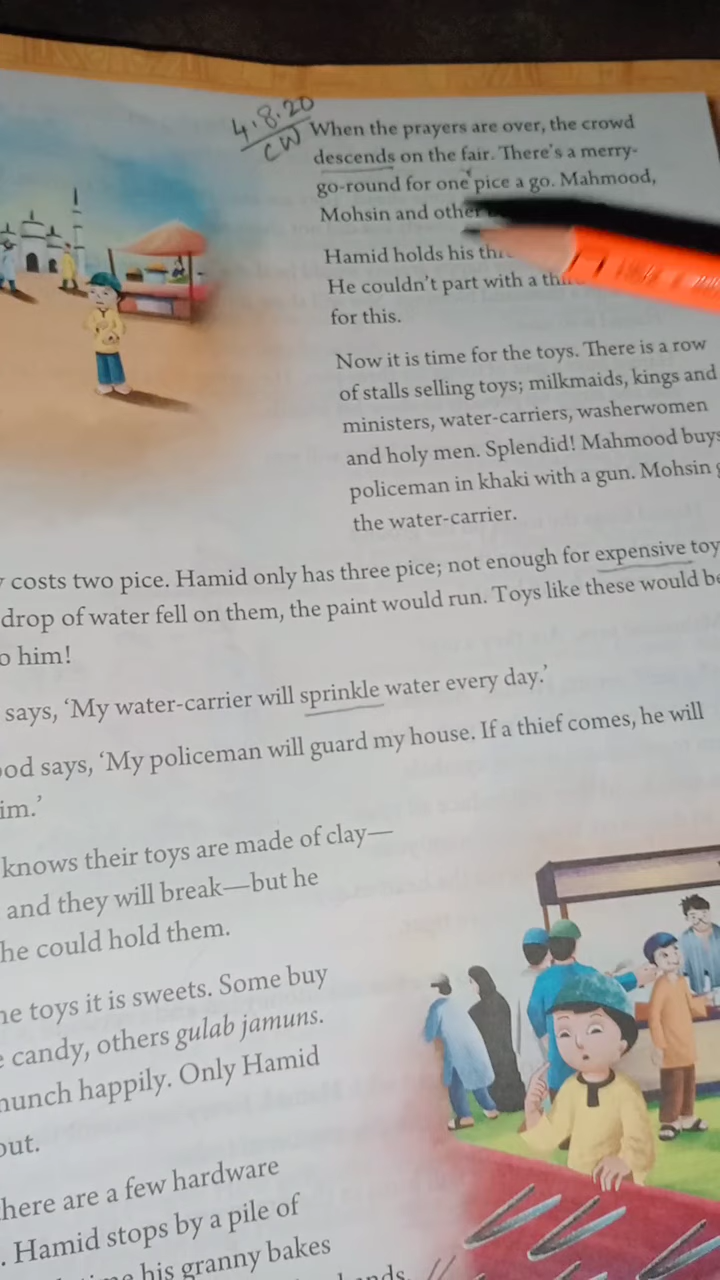 4.8.20
CW
When the prayers are over, the crowd
descends on the fair. There's a merry-
go-round for one pice a go. Mahmood,
Mohsin and other
Hamid holds his
He couldn't part with a
for this.
Now it is time for the toys. There is a row
of stalls selling toys; milkmaids, kings and
ministers, water-carriers, washerwomen
and holy men. Splendid! Mahmood buys
policeman in khaki with a gun. Mohsin
the water-carrier.
costs two pice. Hamid only has three pice; not enough for expensive toy
drop of water fell on them, the paint would run. Toys like these would be
him!
says, 'My water-carrier will sprinkle water every day.'
says, 'My policeman will guard my house. If a thief comes, he will
knows their toys are made of clay—
and they will break—but he
he could hold them.
toys it is sweets. Some buy
candy, others gulab jamuns.
happily. Only Hamid
there are a few hardware
Hamid stops by a pile of
his granny bakes